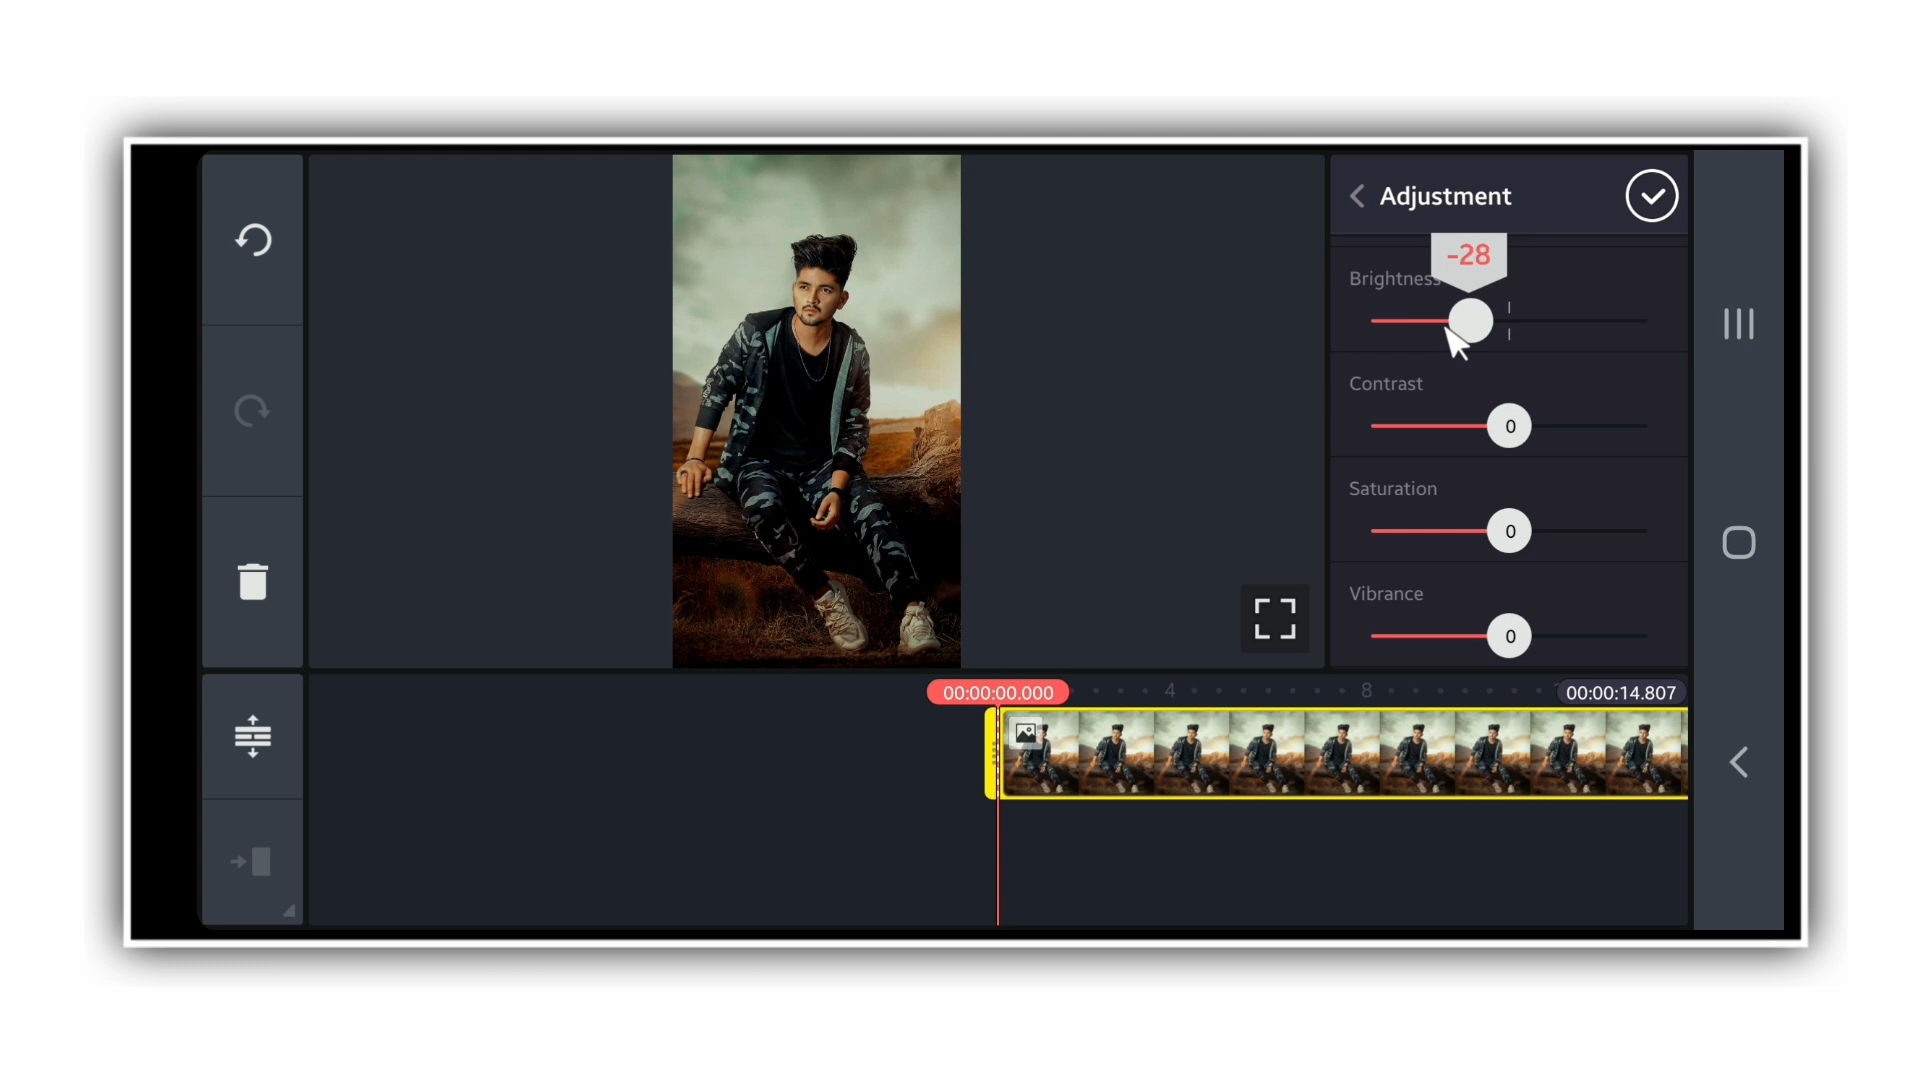 Adjustment
-28
Brightness
Contrast
0
Saturation
0
Vibrance
0
00:00:00.000
4
8
00:00:14.807